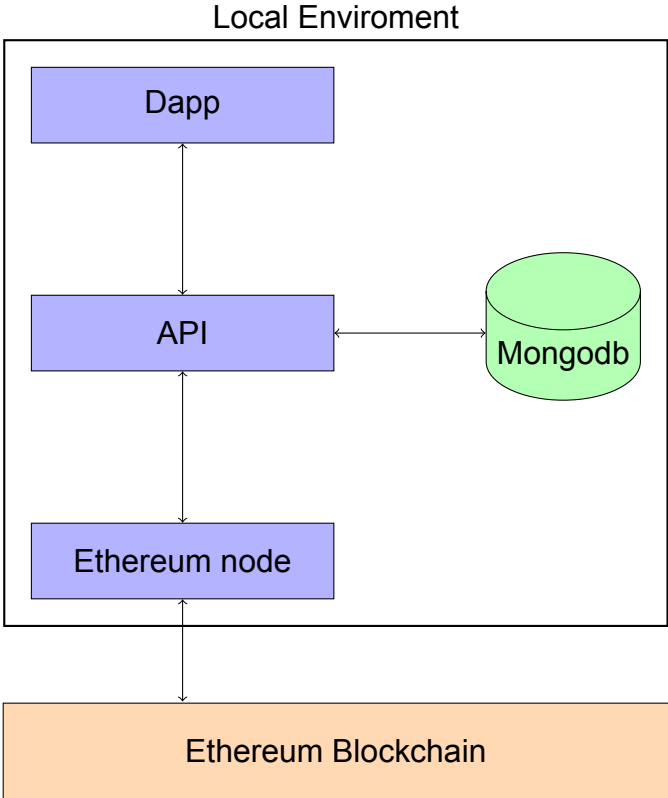 Local Enviroment
Dapp
API
Mongodb
Ethereum node
Ethereum Blockchain